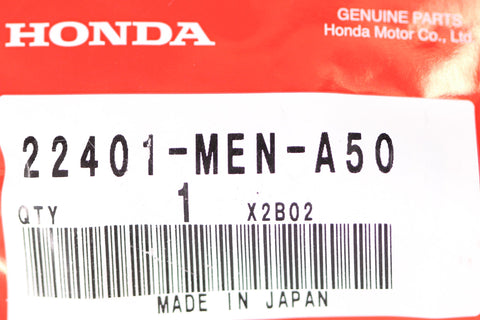 HONDA
GENUINE PARTS
Honda Motor Co., Ltd
22401-MEN-A50
QTY 1 X2B02
MADE IN JAPAN